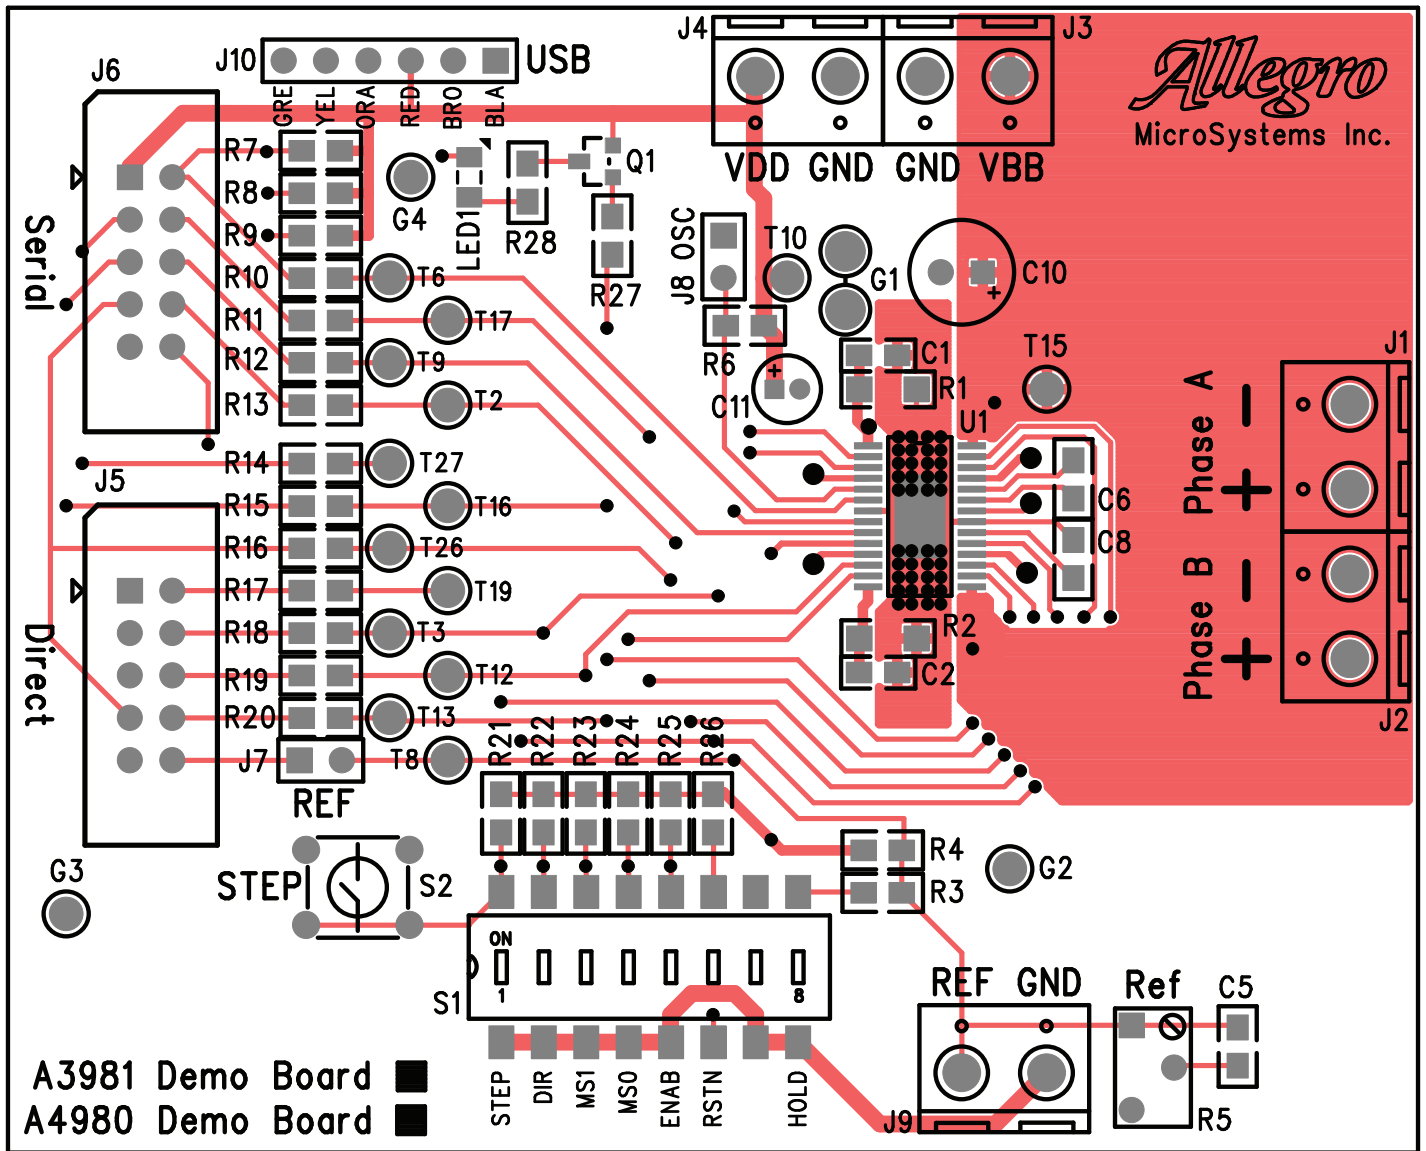 J4
J3
Allegro
MicroSystems Inc.
J10
USB
J6
GRE
YEL
ORA
RED
BRO
BLA
VDD
GND
GND
VBB
R7
R8
R9
R10
R11
R12
R13
Serial
G4
LED1
R28
Q1
R27
J8 OSC
T10
G1
C10
R6
C11
C1
R1
U1
T15
J1
Phase A
- +
T6
T17
T9
T2
R14
T27
J5
R15
T16
R16
T26
R17
T19
R18
T3
R19
T12
R20
T13
J7
T8
REF
Direct
C6
C8
R2
C2
Phase B
- +
J2
R21
R22
R23
R24
R25
R26
G3
STEP
S2
R4
R3
G2
ON
1
8
S1
STEP
DIR
MS1
MS0
ENAB
RSTN
HOLD
REF
GND
J9
Ref
C5
R5
A3981 Demo Board
A4980 Demo Board